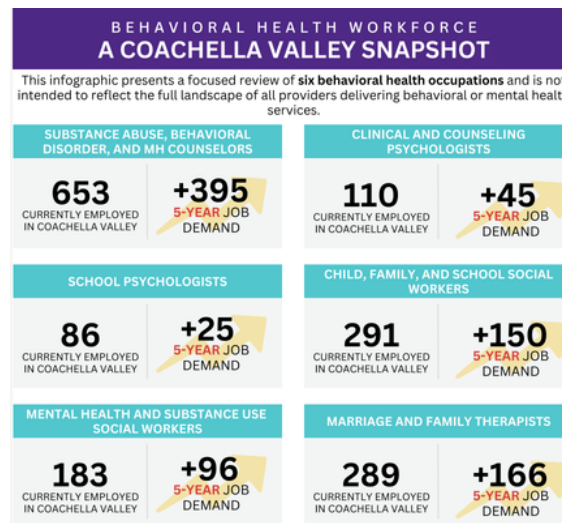 BEHAVIORAL HEALTH WORKFORCE
A COACHELLA VALLEY SNAPSHOT
This infographic presents a focused review of six behavioral health occupations and is no
intended to reflect the full landscape of all providers delivering behavioral or mental healt
services.
SUBSTANCE ABUSE, BEHAVIORAL
DISORDER, AND MH COUNSELORS
653
CURRENTLY EMPLOYED
IN COACHELLA VALLEY
+395
5-YEAR JOB
DEMAND
CLINICAL AND COUNSELING
PSYCHOLOGISTS
110
CURRENTLY EMPLOYED
IN COACHELLA VALLEY
+45
5-YEAR JOB
DEMAND
SCHOOL PSYCHOLOGISTS
86
CURRENTLY EMPLOYED
IN COACHELLA VALLEY
+25
5-YEAR JOB
DEMAND
CHILD, FAMILY, AND SCHOOL SOCIAL
WORKERS
291
CURRENTLY EMPLOYED
IN COACHELLA VALLEY
+150
5-YEAR JOB
DEMAND
MENTAL HEALTH AND SUBSTANCE USE
SOCIAL WORKERS
183
CURRENTLY EMPLOYED
IN COACHELLA VALLEY
+96
5-YEAR JOB
DEMAND
MARRIAGE AND FAMILY THERAPISTS
289
CURRENTLY EMPLOYED
IN COACHELLA VALLEY
+166
5-YEAR JOB
DEMAND